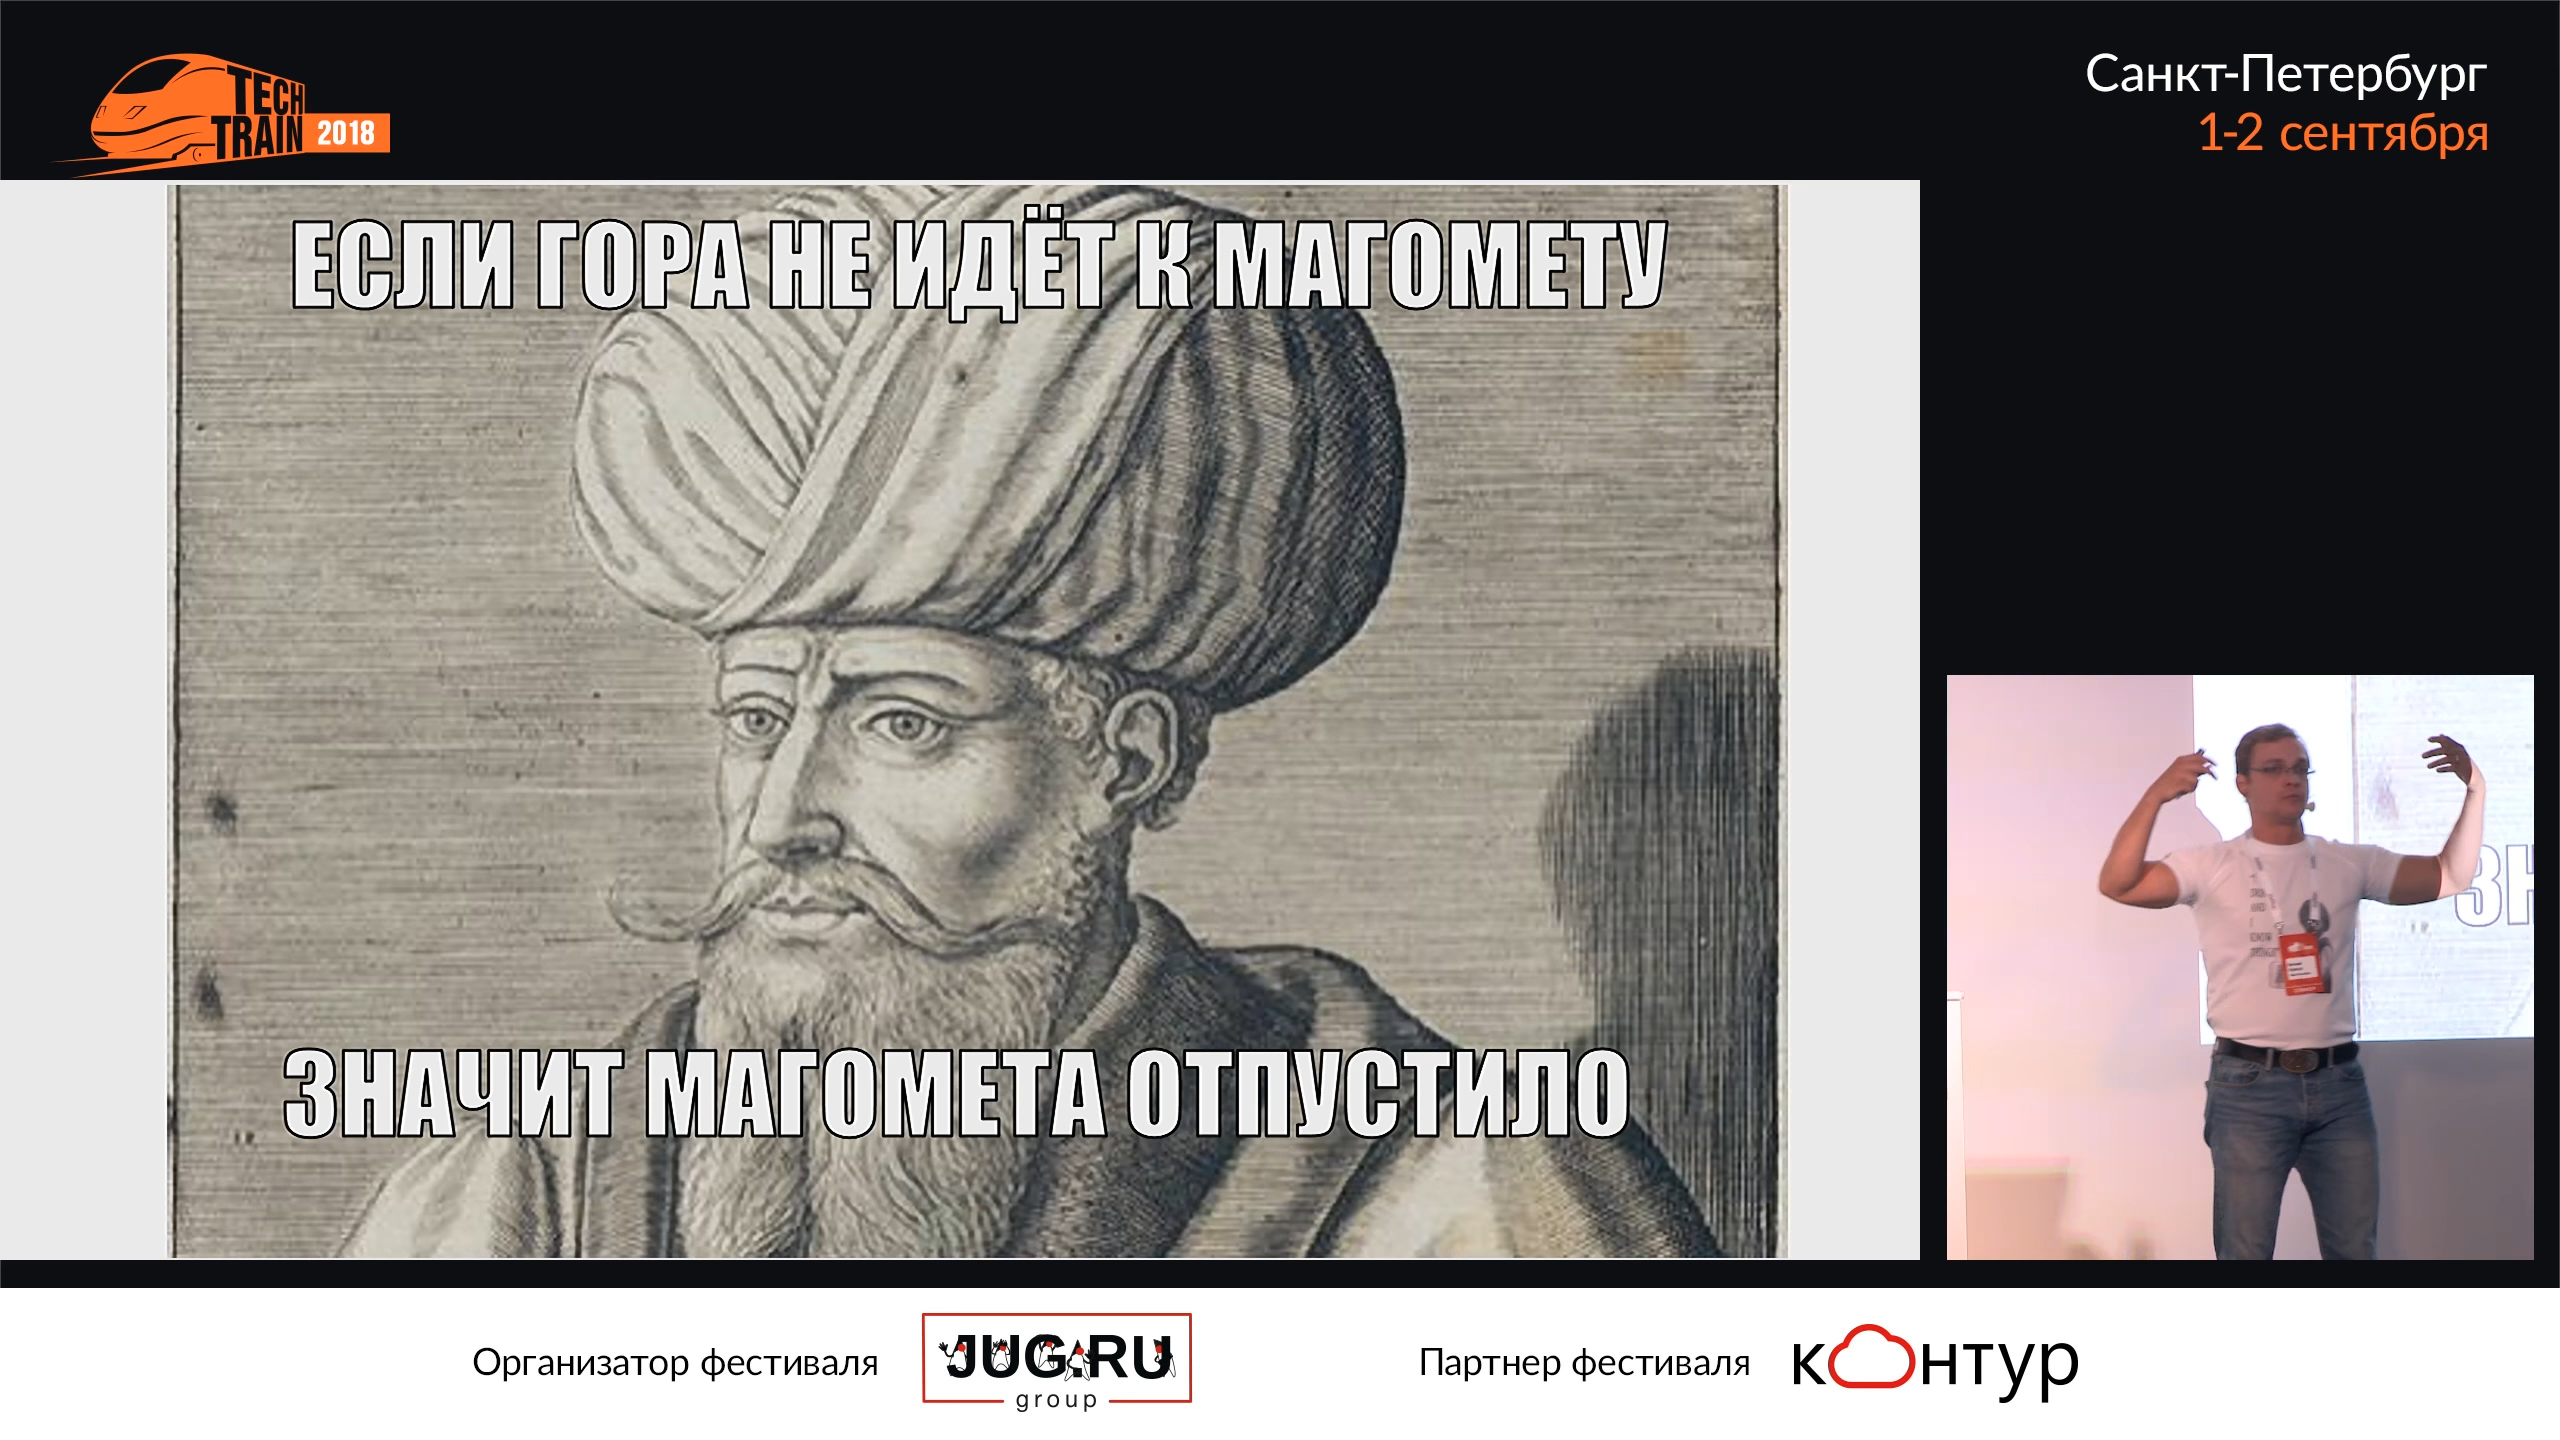 TECH
TRAIN 2018
Санкт-Петербург
1-2 сентября
ЕСЛИ ГОРА НЕ ИДЁТ К МАГОМЕТУ
ЗНАЧИТ МАГОМЕТА ОТПУСТИЛО
ЗН
Организатор фестиваля
JUG.RU
group
Партнер фестиваля
контур